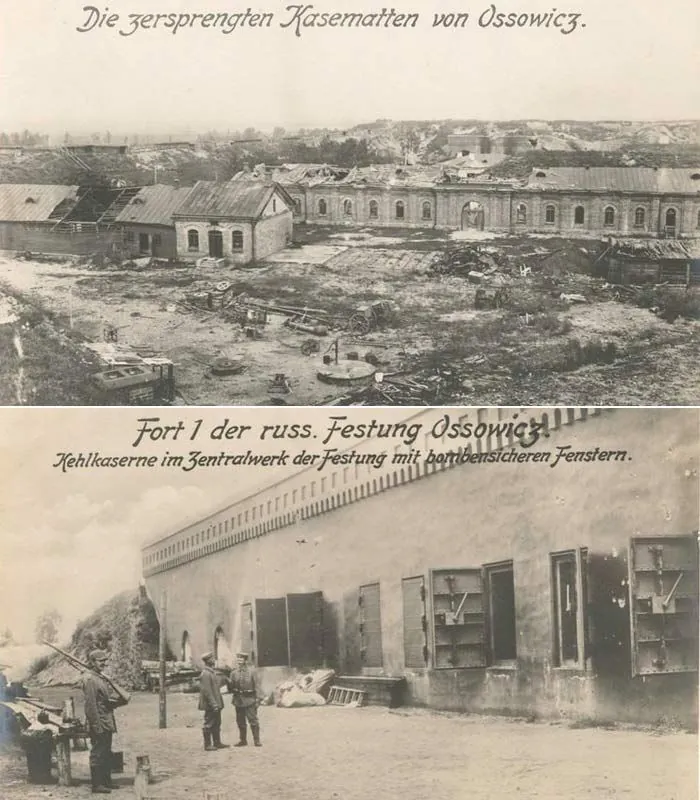 Die zersprengten Kasematten von Ossowicz.
Fort 1 der russ. Festung Ossowicz.
Kehlkaserne im Zentralwerk der Festung mit bombensicheren Fenstern.